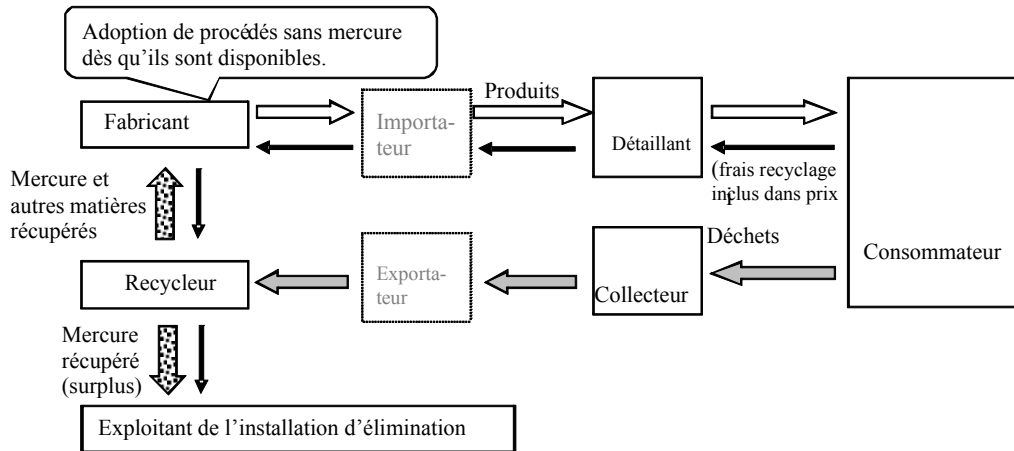 Adoption de procédés sans mercure
dès qu'ils sont disponibles.
Fabricant
Importa-
teur
Produits
Détaillant
(frais recyclage
inclus dans prix
Consommateur
Mercure et
autres matières
récupérés
Recycleur
Exporta-
teur
Collecteur
Déchets
Mercure
récupéré
(surplus)
Exploitant de l'installation d'élimination